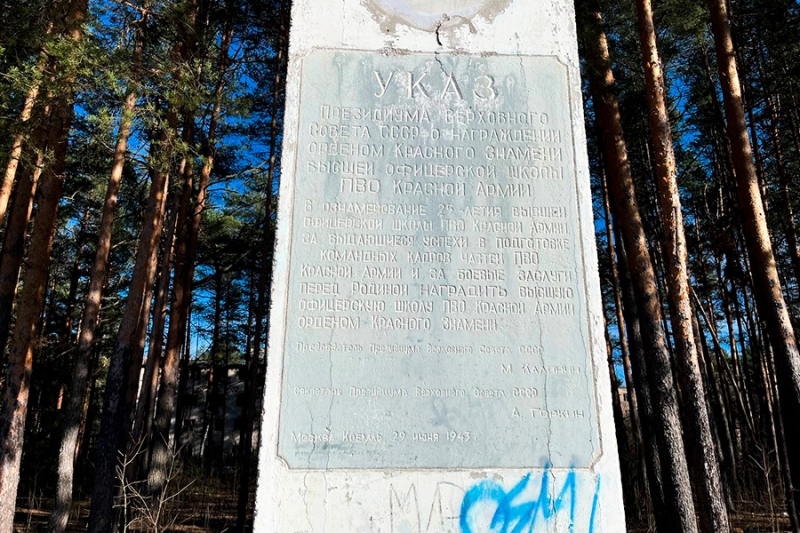 УКАЗ
Президиума Верховного
Совета СССР о награждении
орденом Красного Знамени
высшей офицерской школы
ПВО Красной Армии
В ознаменование 25-летия высшей
офицерской школы ПВО Красной Армии
за выдающиеся успехи в подготовке
командных кадров частей ПВО
Красной Армии и за боевые заслуги
перед Родиной наградить высшую
офицерскую школу ПВО Красной Армии
орденом Красного Знамени
Председатель Президиума Верховного Совета СССР
М. Калинин
Секретарь Президиума Верховного Совета СССР
А. Горкин
Москва Кремль 29 июня 1943 г